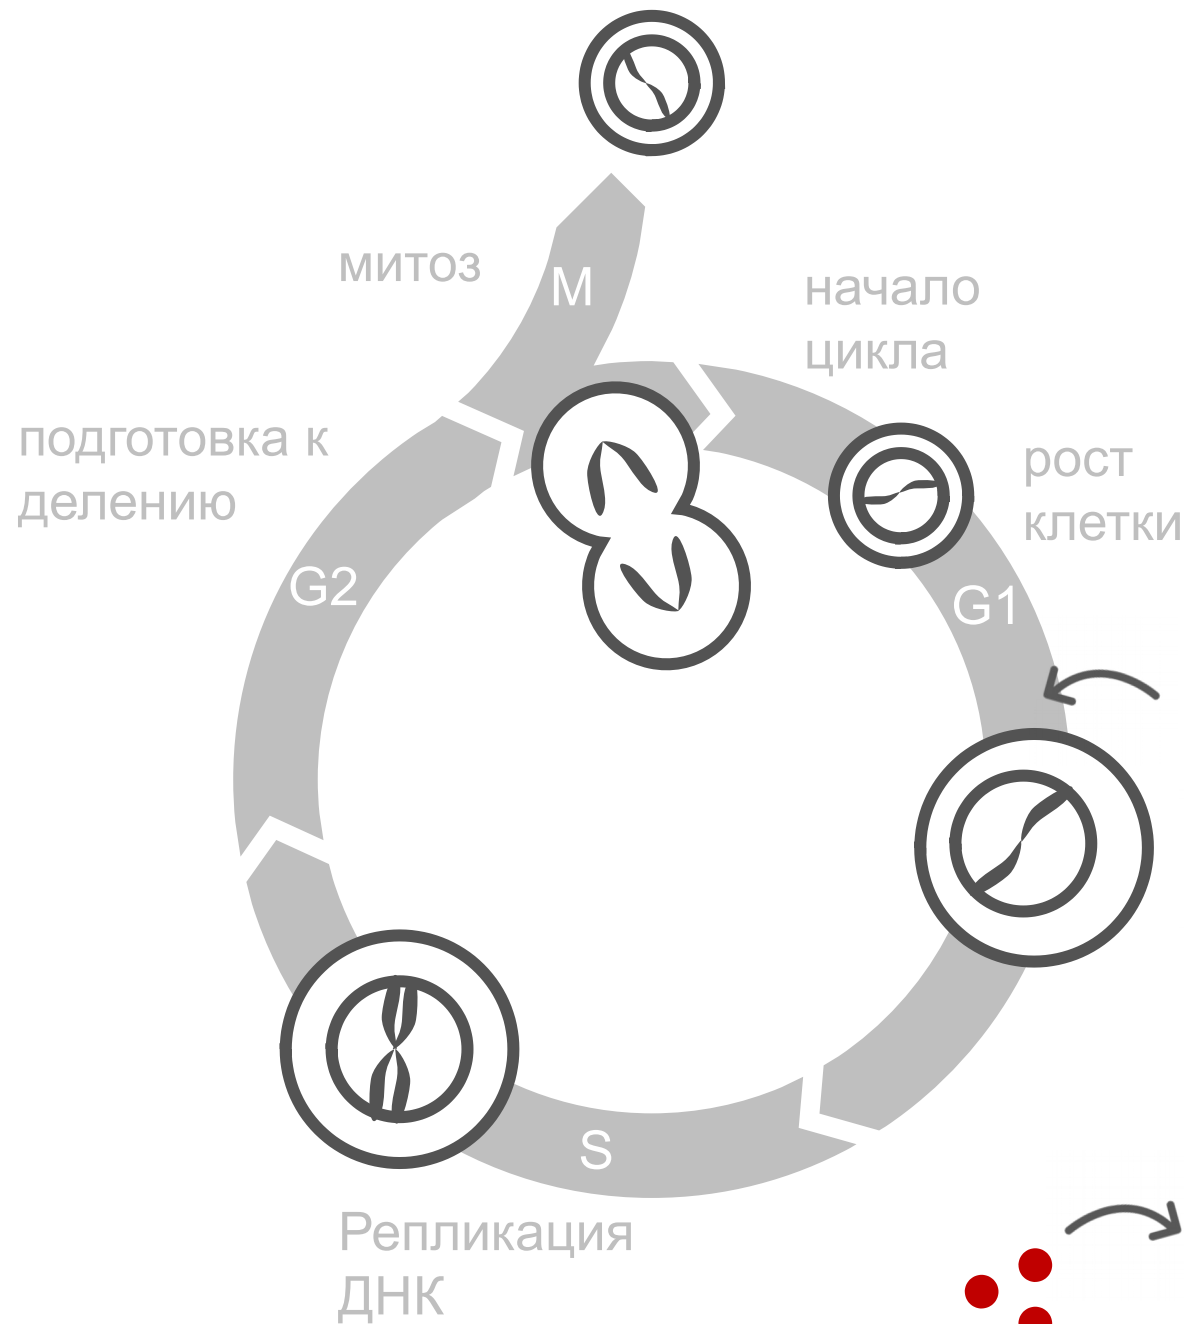 митоз
M
начало
цикла
подготовка к
делению
рост
клетки
G2
G1
S
Репликация
ДНК